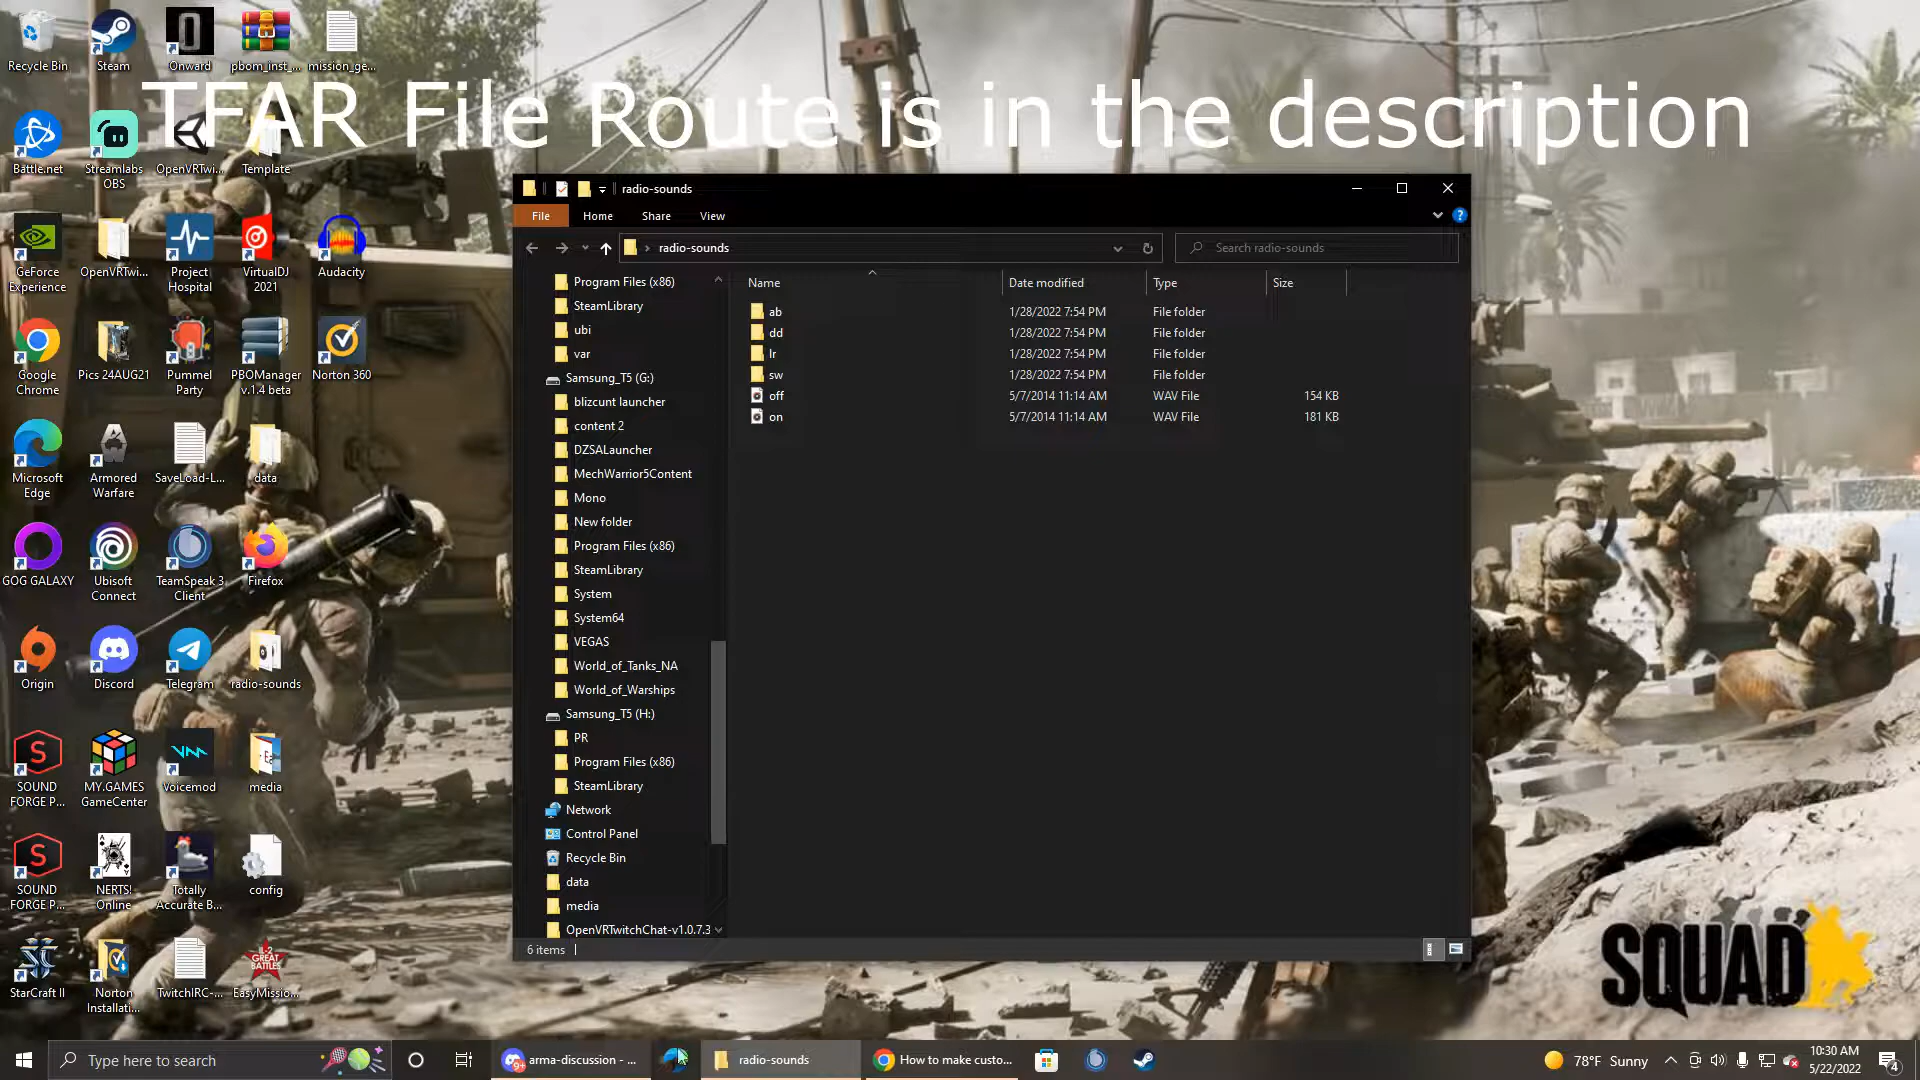 TFAR File Route is in the description
Recycle Bin
Steam
Onward
pbom_inst_...
mission_ge...
Battle.net
Streamlabs
OBS
OpenVRTwi...
Template
GeForce
Experience
OpenVRTwi...
Project
Hospital
VirtualDJ
2021
Audacity
Google
Chrome
Pics 24AUG21
Pummel
Party
PBOManager
v.1.4 beta
Norton 360
Microsoft
Edge
Armored
Warfare
SaveLoad-L...
data
GOG GALAXY
Ubisoft
Connect
TeamSpeak 3
Client
Firefox
Origin
Discord
Telegram
radio-sounds
SOUND
FORGE P...
MY.GAMES
GameCenter
Voicemod
media
SOUND
FORGE P...
NERTS!
Online
Totally
Accurate B...
config
StarCraft II
Norton
Installati...
TwitchIRC-...
EasyMissio...
radio-sounds
File
Home
Share
View
radio-sounds
Search radio-sounds
Program Files (x86)
SteamLibrary
ubi
var
Samsung_T5 (G:)
blizcunt launcher
content 2
DZSALauncher
MechWarrior5Content
Mono
New folder
Program Files (x86)
SteamLibrary
System
System64
VEGAS
World_of_Tanks_NA
World_of_Warships
Samsung_T5 (H:)
PR
Program Files (x86)
SteamLibrary
Network
Control Panel
Recycle Bin
data
media
OpenVRTwitchChat-v1.0.7.3
Name Date modified Type Size
ab 1/28/2022 7:54 PM File folder
dd 1/28/2022 7:54 PM File folder
lr 1/28/2022 7:54 PM File folder
sw 1/28/2022 7:54 PM File folder
off 5/7/2014 11:14 AM WAV File 154 KB
on 5/7/2014 11:14 AM WAV File 181 KB
6 items
SQUAD
Type here to search
arma-discussion - ...
radio-sounds
How to make custo...
78°F Sunny
10:30 AM
5/22/2022
4